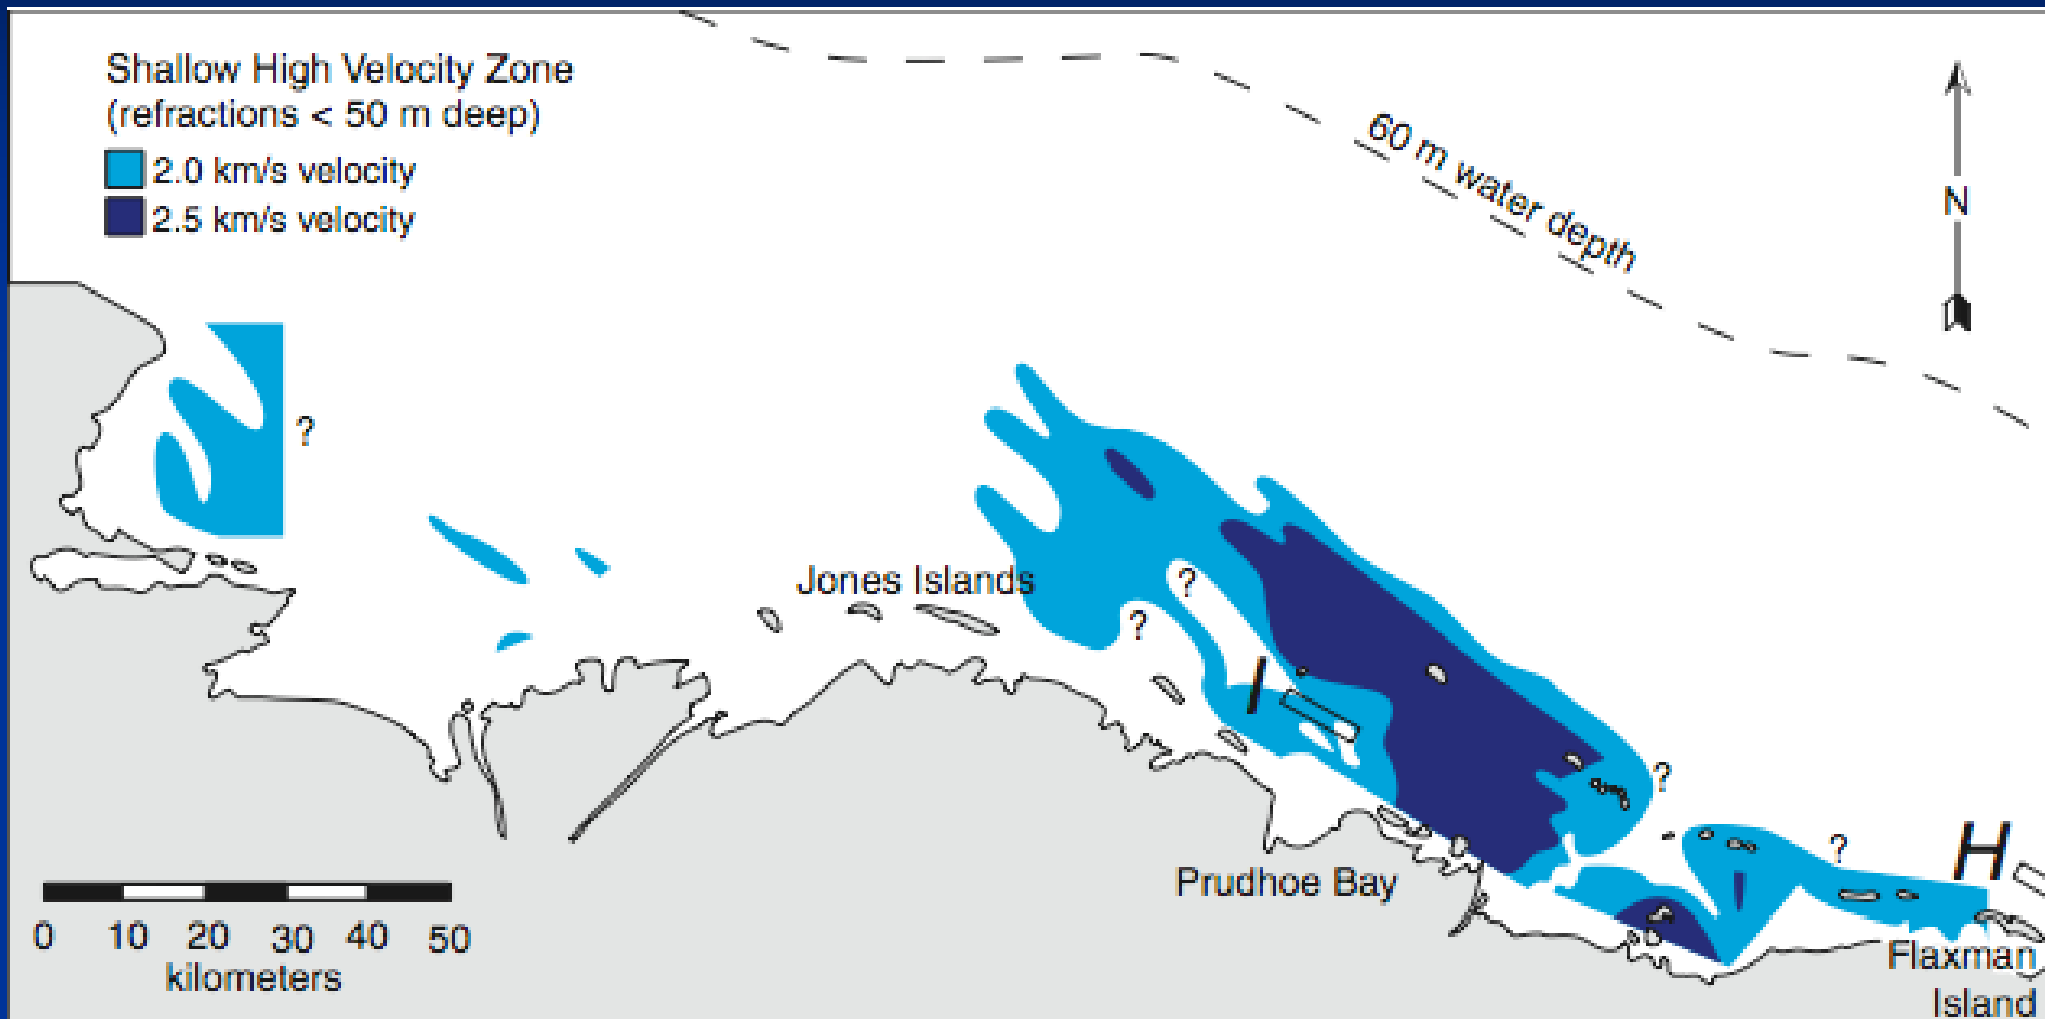 Shallow High Velocity Zone
(refractions < 50 m deep)
2.0 km/s velocity
2.5 km/s velocity
60 m water depth
N
?
Jones Islands
?
?
I
?
?
H
Prudhoe Bay
Flaxman
Island
0 10 20 30 40 50
kilometers